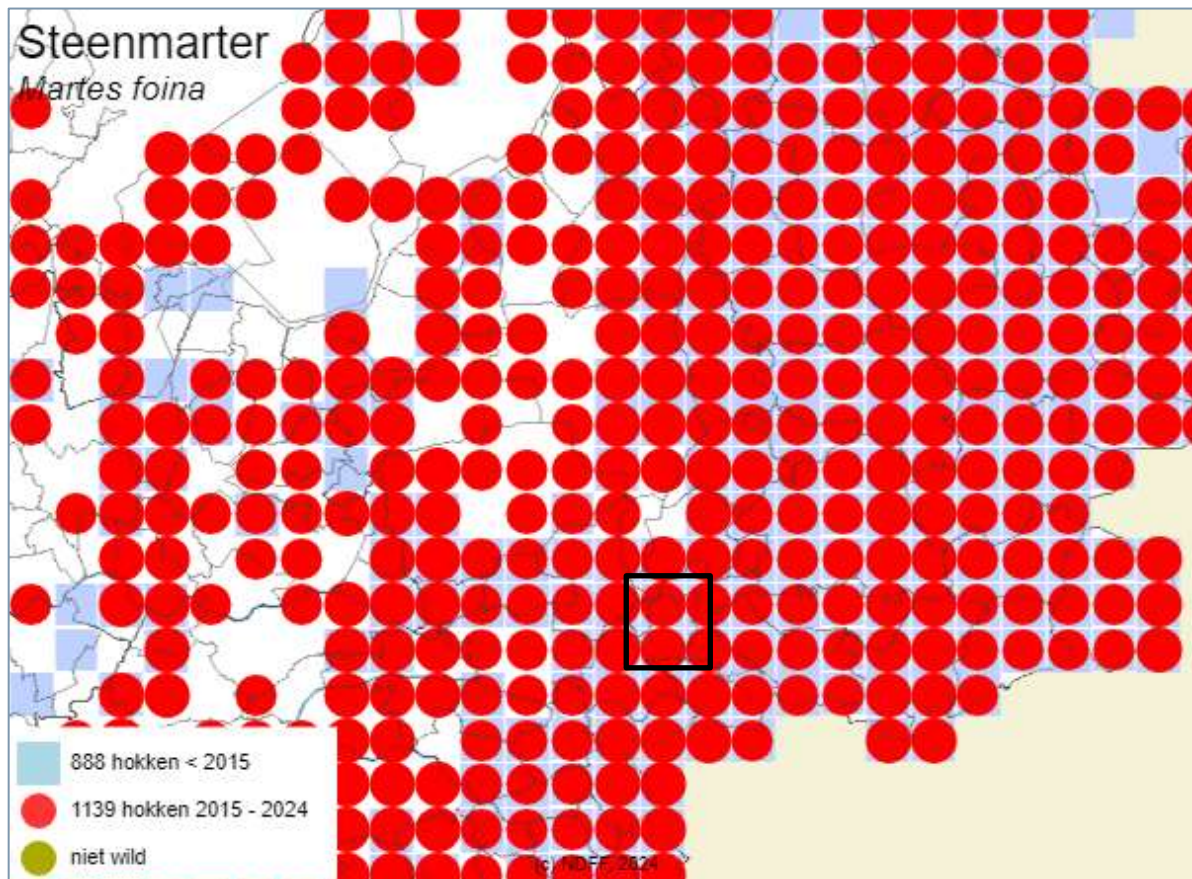 Steenmarter
Martes foina
888 hokken < 2015
1139 hokken 2015 - 2024
niet wild
(c) NDFF, 2024